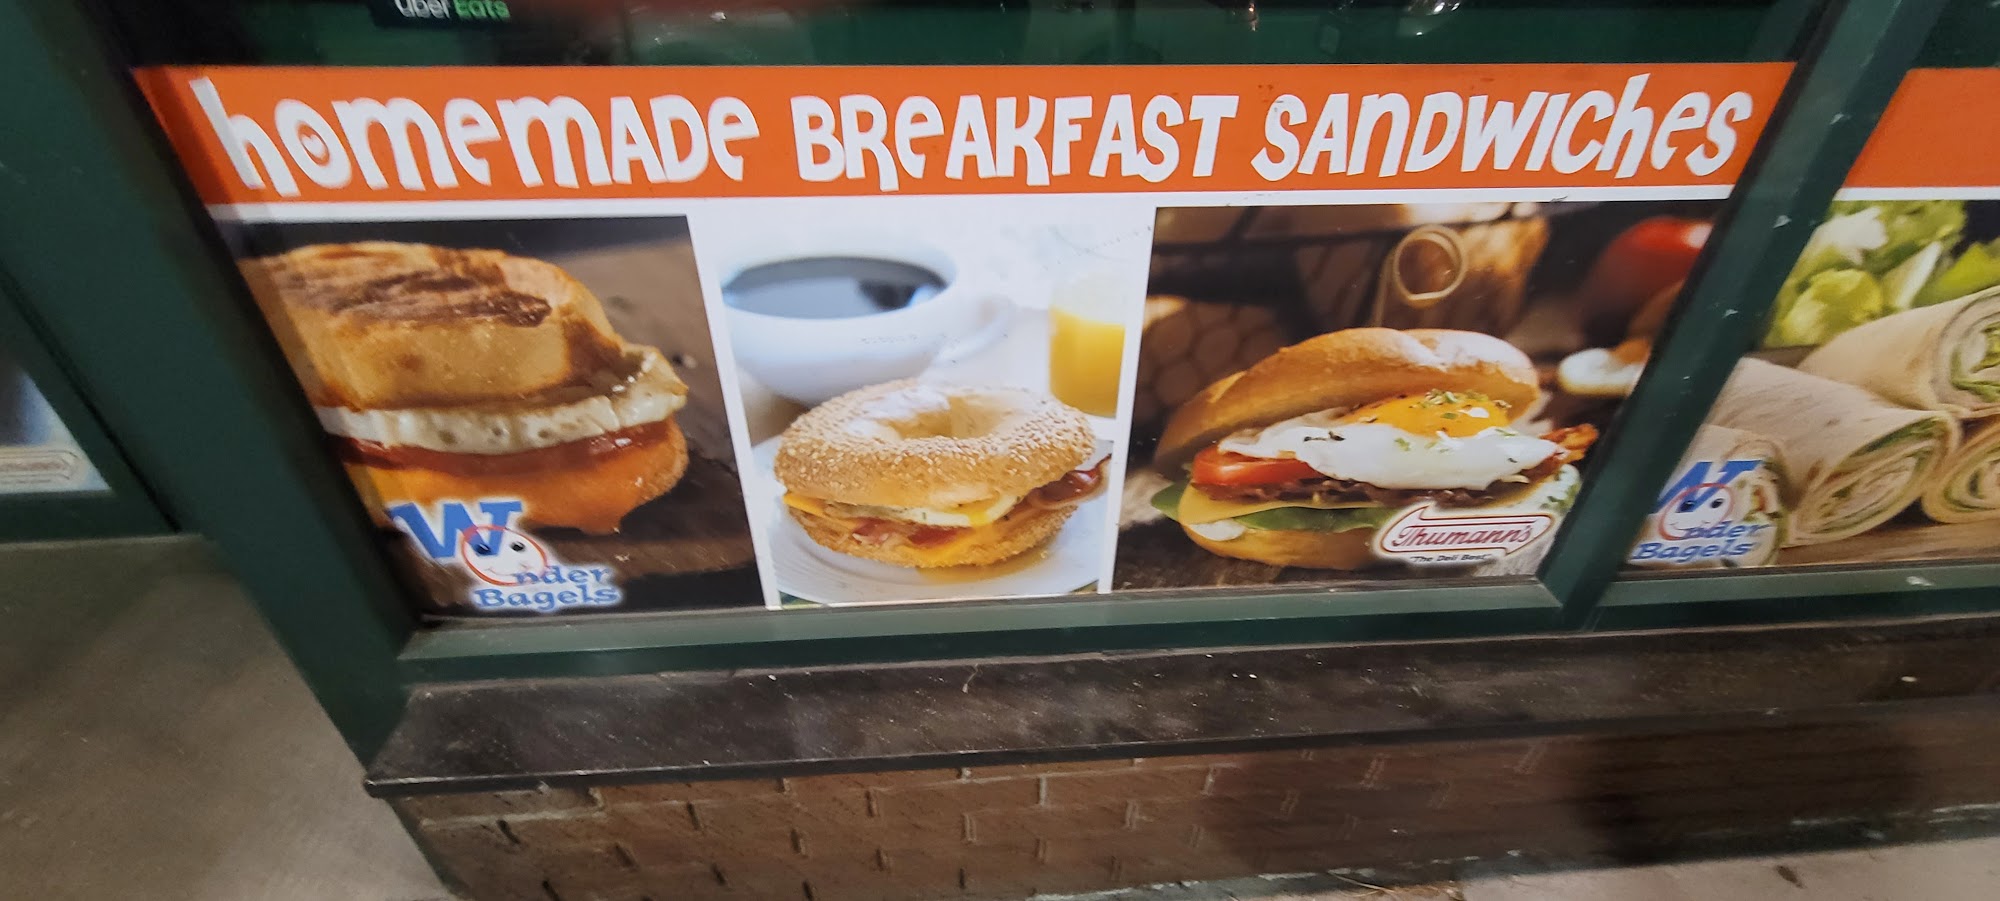 Uber Eats
homemade BREAKFAST SANDWICHES
Wonder
Bagels
Thumann's
"The Deli Best"
Wonder
Bagels